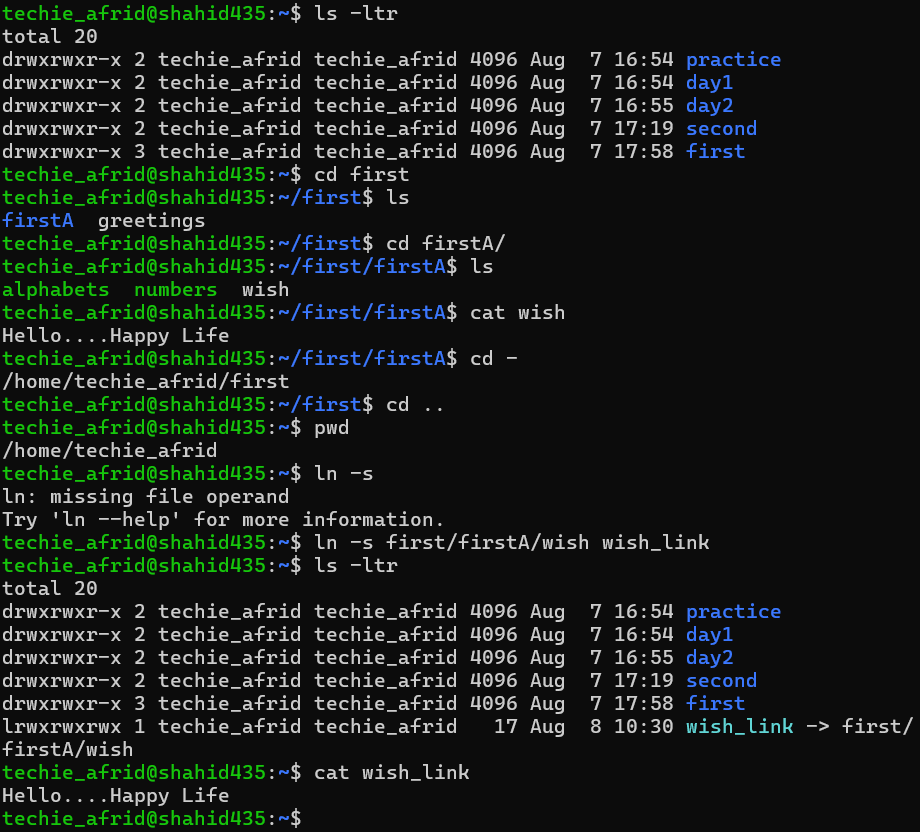 techie_afrid@shahid435:~$ ls -ltr
total 20
drwxrwxr-x 2 techie_afrid techie_afrid 4096 Aug  7 16:54 practice
drwxrwxr-x 2 techie_afrid techie_afrid 4096 Aug  7 16:54 day1
drwxrwxr-x 2 techie_afrid techie_afrid 4096 Aug  7 16:55 day2
drwxrwxr-x 2 techie_afrid techie_afrid 4096 Aug  7 17:19 second
drwxrwxr-x 3 techie_afrid techie_afrid 4096 Aug  7 17:58 first
techie_afrid@shahid435:~$ cd first
techie_afrid@shahid435:~/first$ ls
firstA  greetings
techie_afrid@shahid435:~/first$ cd firstA/
techie_afrid@shahid435:~/first/firstA$ ls
alphabets  numbers  wish
techie_afrid@shahid435:~/first/firstA$ cat wish
Hello....Happy Life
techie_afrid@shahid435:~/first/firstA$ cd -
/home/techie_afrid/first
techie_afrid@shahid435:~/first$ cd ..
techie_afrid@shahid435:~$ pwd
/home/techie_afrid
techie_afrid@shahid435:~$ ln -s
ln: missing file operand
Try 'ln --help' for more information.
techie_afrid@shahid435:~$ ln -s first/firstA/wish wish_link
techie_afrid@shahid435:~$ ls -ltr
total 20
drwxrwxr-x 2 techie_afrid techie_afrid 4096 Aug  7 16:54 practice
drwxrwxr-x 2 techie_afrid techie_afrid 4096 Aug  7 16:54 day1
drwxrwxr-x 2 techie_afrid techie_afrid 4096 Aug  7 16:55 day2
drwxrwxr-x 2 techie_afrid techie_afrid 4096 Aug  7 17:19 second
drwxrwxr-x 3 techie_afrid techie_afrid 4096 Aug  7 17:58 first
lrwxrwxrwx 1 techie_afrid techie_afrid   17 Aug  8 10:30 wish_link -> first/
firstA/wish
techie_afrid@shahid435:~$ cat wish_link
Hello....Happy Life
techie_afrid@shahid435:~$